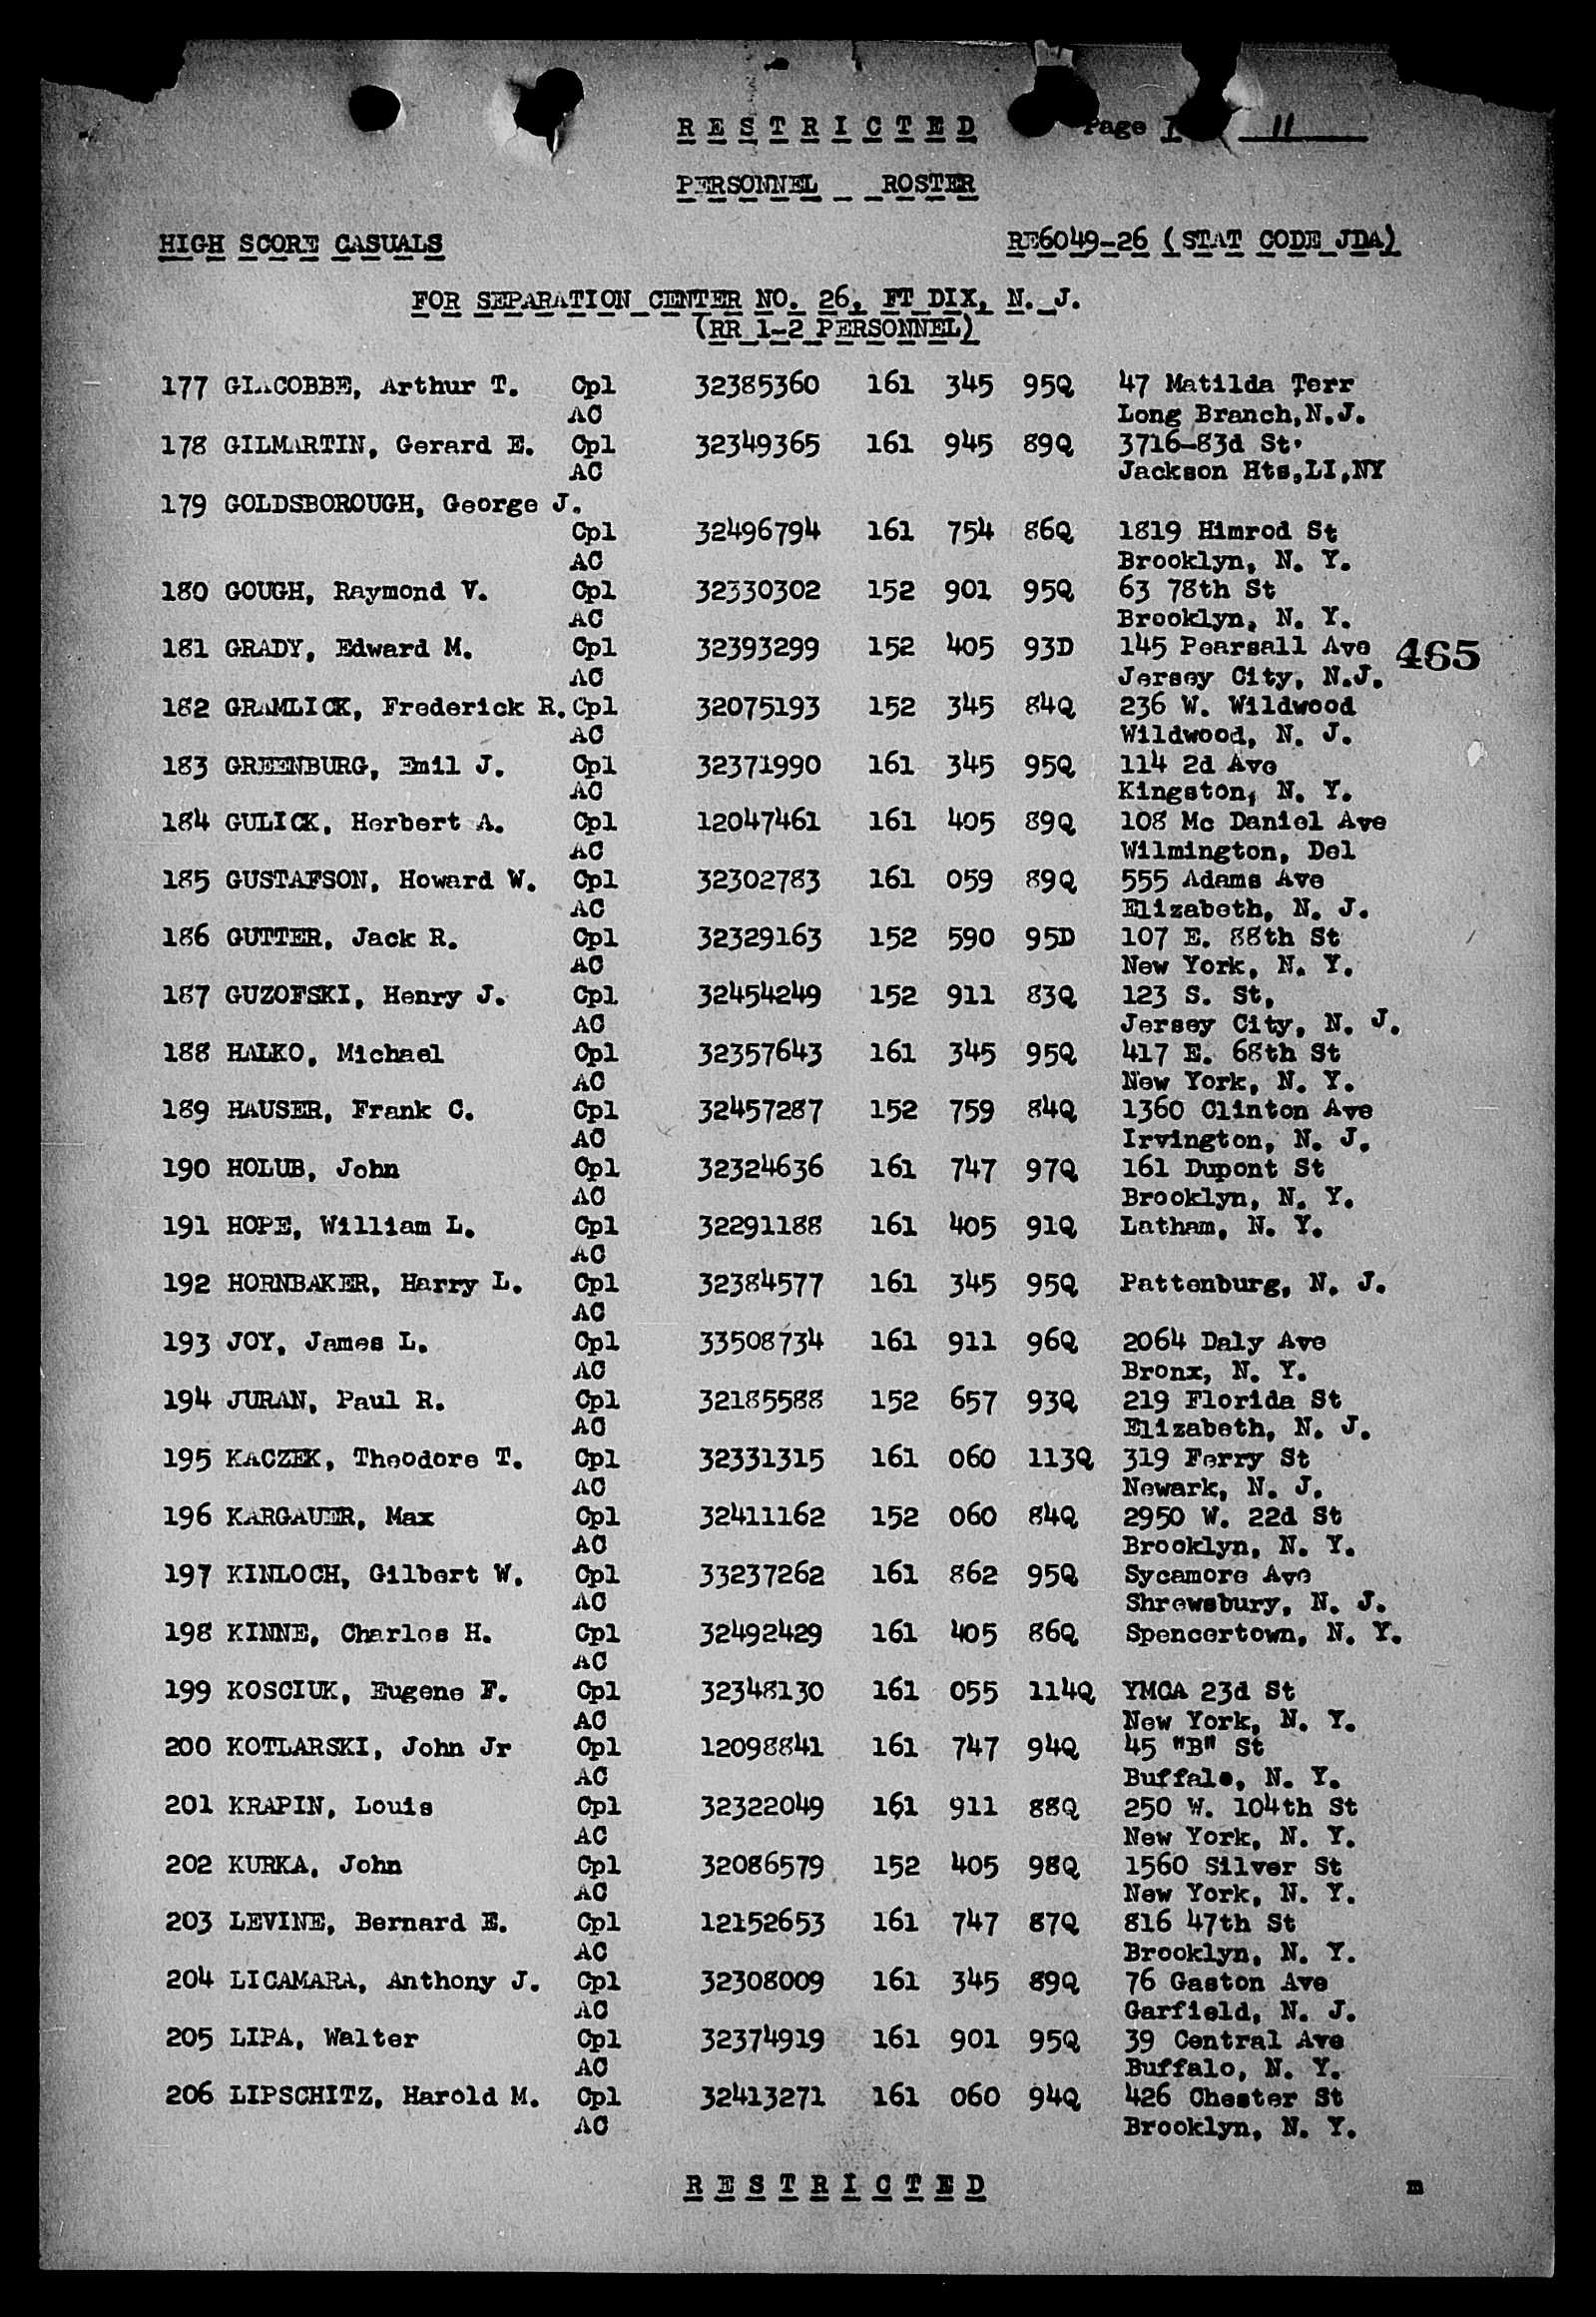 RESTRICTED Page 11
PERSONNEL ROSTER
HIGH SCORE CASUALS RE6049-26 (STAT CODE JDA)
FOR SEPARATION CENTER NO. 26, FT DIX, N. J.
(RR 1-2 PERSONNEL)
177 GIACOBBE, Arthur T. Cpl 32385360 161 345 95Q 47 Matilda Terr
AC Long Branch,N.J.
178 GILMARTIN, Gerard E. Cpl 32349365 161 945 89Q 3716-83d St.
AC Jackson Hts,LI,NY
179 GOLDSBOROUGH, George J.
Cpl 32496794 161 754 86Q 1819 Himrod St
AC Brooklyn, N. Y.
180 GOUGH, Raymond V. Cpl 32330302 152 901 95Q 63 78th St
AC Brooklyn, N. Y.
181 GRADY, Edward M. Cpl 32393299 152 405 93D 145 Pearsall Ave 465
AC Jersey City, N.J.
182 GRAMLICK, Frederick R. Cpl 32075193 152 345 84Q 236 W. Wildwood
AC Wildwood, N. J.
183 GREENBURG, Emil J. Cpl 32371990 161 345 95Q 114 2d Ave
AC Kingston, N. Y.
184 GULICK, Herbert A. Cpl 12047461 161 405 89Q 108 Mc Daniel Ave
AC Wilmington, Del
185 GUSTAFSON, Howard W. Cpl 32302783 161 059 89Q 555 Adams Ave
AC Elizabeth, N. J.
186 GUTTER, Jack R. Cpl 32329163 152 590 95D 107 E. 88th St
AC New York, N. Y.
187 GUZOFSKI, Henry J. Cpl 32454249 152 911 83Q 123 S. St,
AC Jersey City, N. J.
188 HALKO, Michael Cpl 32357643 161 345 95Q 417 E. 68th St
AC New York, N. Y.
189 HAUSER, Frank C. Cpl 32457287 152 759 84Q 1360 Clinton Ave
AC Irvington, N. J.
190 HOLUB, John Cpl 32324636 161 747 97Q 161 Dupont St
AC Brooklyn, N. Y.
191 HOPE, William L. Cpl 32291188 161 405 91Q Latham, N. Y.
AC
192 HORNBAKER, Harry L. Cpl 32384577 161 345 95Q Pattenburg, N. J.
AC
193 JOY, James L. Cpl 33508734 161 911 96Q 2064 Daly Ave
AC Bronx, N. Y.
194 JURAN, Paul R. Cpl 32185588 152 657 93Q 219 Florida St
AC Elizabeth, N. J.
195 KACZEK, Theodore T. Cpl 32331315 161 060 113Q 319 Ferry St
AC Newark, N. J.
196 KARGAUER, Max Cpl 32411162 152 060 84Q 2950 W. 22d St
AC Brooklyn, N. Y.
197 KINLOCH, Gilbert W. Cpl 33237262 161 862 95Q Sycamore Ave
AC Shrewsbury, N. J.
198 KINNE, Charles H. Cpl 32492429 161 405 86Q Spencertown, N. Y.
AC
199 KOSCIUK, Eugene F. Cpl 32348130 161 055 114Q YMCA 23d St
AC New York, N. Y.
200 KOTLARSKI, John Jr Cpl 12098841 161 747 94Q 45 "B" St
AC Buffalo, N. Y.
201 KRAPIN, Louis Cpl 32322049 161 911 88Q 250 W. 104th St
AC New York, N. Y.
202 KURKA, John Cpl 32086579 152 405 98Q 1560 Silver St
AC New York, N. Y.
203 LEVINE, Bernard E. Cpl 12152653 161 747 87Q 816 47th St
AC Brooklyn, N. Y.
204 LICAMARA, Anthony J. Cpl 32308009 161 345 89Q 76 Gaston Ave
AC Garfield, N. J.
205 LIPA, Walter Cpl 32374919 161 901 95Q 39 Central Ave
AC Buffalo, N. Y.
206 LIPSCHITZ, Harold M. Cpl 32413271 161 060 94Q 426 Chester St
AC Brooklyn, N. Y.
RESTRICTED m